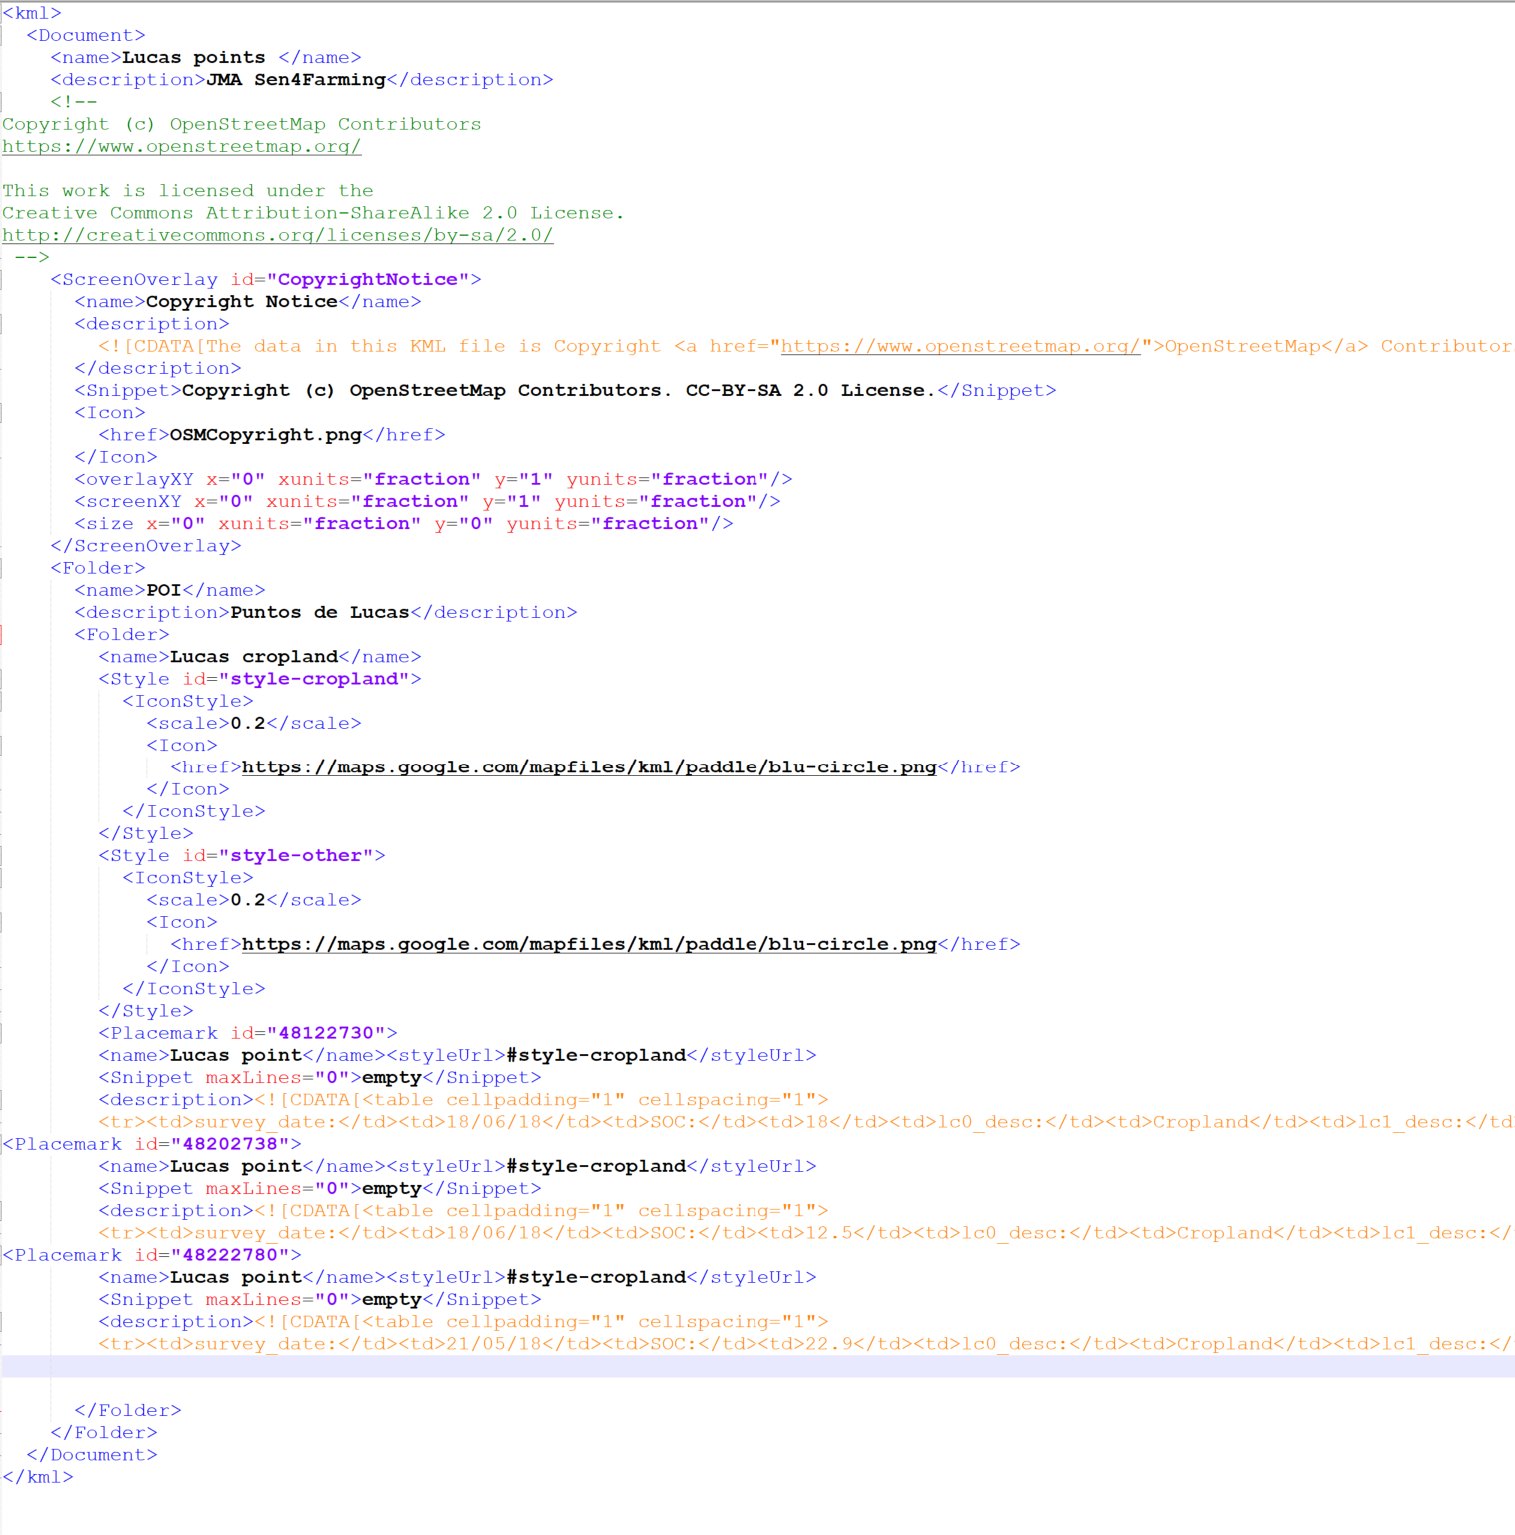 <kml>
<Document>
<name>Lucas points </name>
<description>JMA Sen4Farming</description>
<!--
Copyright (c) OpenStreetMap Contributors
https://www.openstreetmap.org/
This work is licensed under the
Creative Commons Attribution-ShareAlike 2.0 License.
http://creativecommons.org/licenses/by-sa/2.0/
-->
<ScreenOverlay id="CopyrightNotice">
<name>Copyright Notice</name>
<description>
<![CDATA[The data in this KML file is Copyright <a href="https://www.openstreetmap.org/">OpenStreetMap</a> Contributor
</description>
<Snippet>Copyright (c) OpenStreetMap Contributors. CC-BY-SA 2.0 License.</Snippet>
<Icon>
<href>OSMCopyright.png</href>
</Icon>
<overlayXY x="0" xunits="fraction" y="1" yunits="fraction"/>
<screenXY x="0" xunits="fraction" y="1" yunits="fraction"/>
<size x="0" xunits="fraction" y="0" yunits="fraction"/>
</ScreenOverlay>
<Folder>
<name>POI</name>
<description>Puntos de Lucas</description>
<Folder>
<name>Lucas cropland</name>
<Style id="style-cropland">
<IconStyle>
<scale>0.2</scale>
<Icon>
<href>https://maps.google.com/mapfiles/kml/paddle/blu-circle.png</href>
</Icon>
</IconStyle>
</Style>
<Style id="style-other">
<IconStyle>
<scale>0.2</scale>
<Icon>
<href>https://maps.google.com/mapfiles/kml/paddle/blu-circle.png</href>
</Icon>
</IconStyle>
</Style>
<Placemark id="48122730">
<name>Lucas point</name><styleUrl>#style-cropland</styleUrl>
<Snippet maxLines="0">empty</Snippet>
<description><![CDATA[<table cellpadding="1" cellspacing="1">
<tr><td>survey_date:</td><td>18/06/18</td><td>SOC:</td><td>18</td><td>lc0_desc:</td><td>Cropland</td><td>lc1_desc:</td
<Placemark id="48202738">
<name>Lucas point</name><styleUrl>#style-cropland</styleUrl>
<Snippet maxLines="0">empty</Snippet>
<description><![CDATA[<table cellpadding="1" cellspacing="1">
<tr><td>survey_date:</td><td>18/06/18</td><td>SOC:</td><td>12.5</td><td>lc0_desc:</td><td>Cropland</td><td>lc1_desc:</
<Placemark id="48222780">
<name>Lucas point</name><styleUrl>#style-cropland</styleUrl>
<Snippet maxLines="0">empty</Snippet>
<description><![CDATA[<table cellpadding="1" cellspacing="1">
<tr><td>survey_date:</td><td>21/05/18</td><td>SOC:</td><td>22.9</td><td>lc0_desc:</td><td>Cropland</td><td>lc1_desc:</
</Folder>
</Folder>
</Document>
</kml>